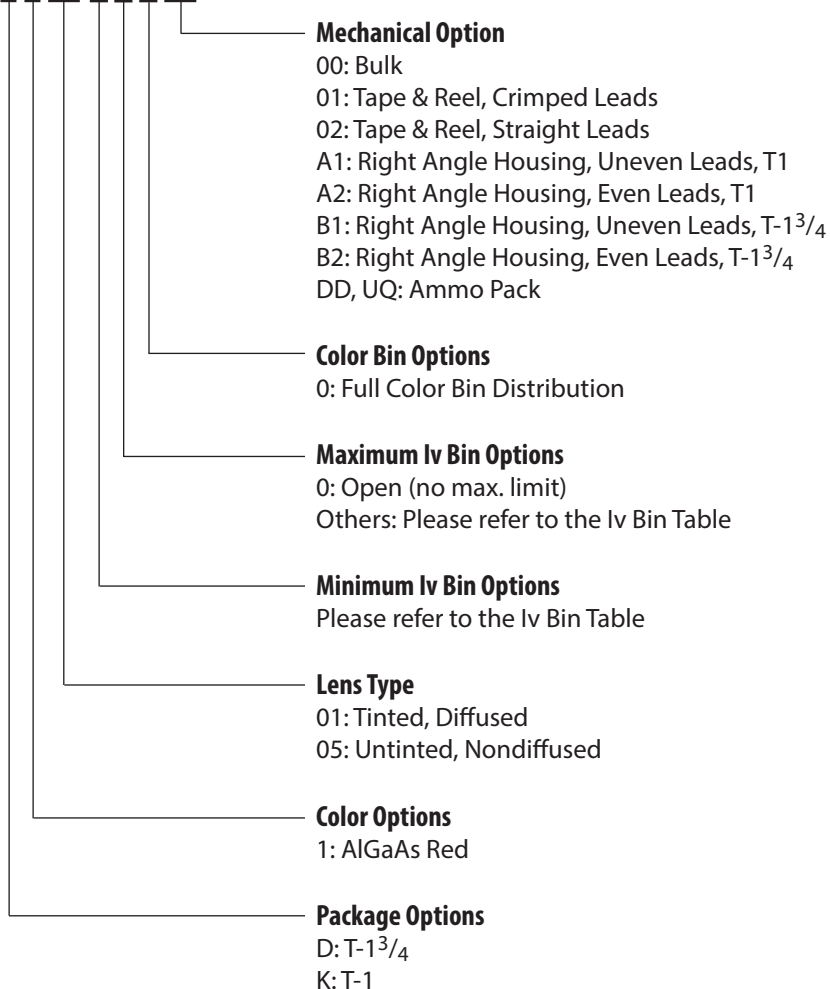 Mechanical Option
00: Bulk
01: Tape & Reel, Crimped Leads
02: Tape & Reel, Straight Leads
A1: Right Angle Housing, Uneven Leads, T1
A2: Right Angle Housing, Even Leads, T1
B1: Right Angle Housing, Uneven Leads, T-13/4
B2: Right Angle Housing, Even Leads, T-13/4
DD, UQ: Ammo Pack
Color Bin Options
0: Full Color Bin Distribution
Maximum Iv Bin Options
0: Open (no max. limit)
Others: Please refer to the Iv Bin Table
Minimum Iv Bin Options
Please refer to the Iv Bin Table
Lens Type
01: Tinted, Diffused
05: Untinted, Nondiffused
Color Options
1: AlGaAs Red
Package Options
D: T-13/4
K: T-1